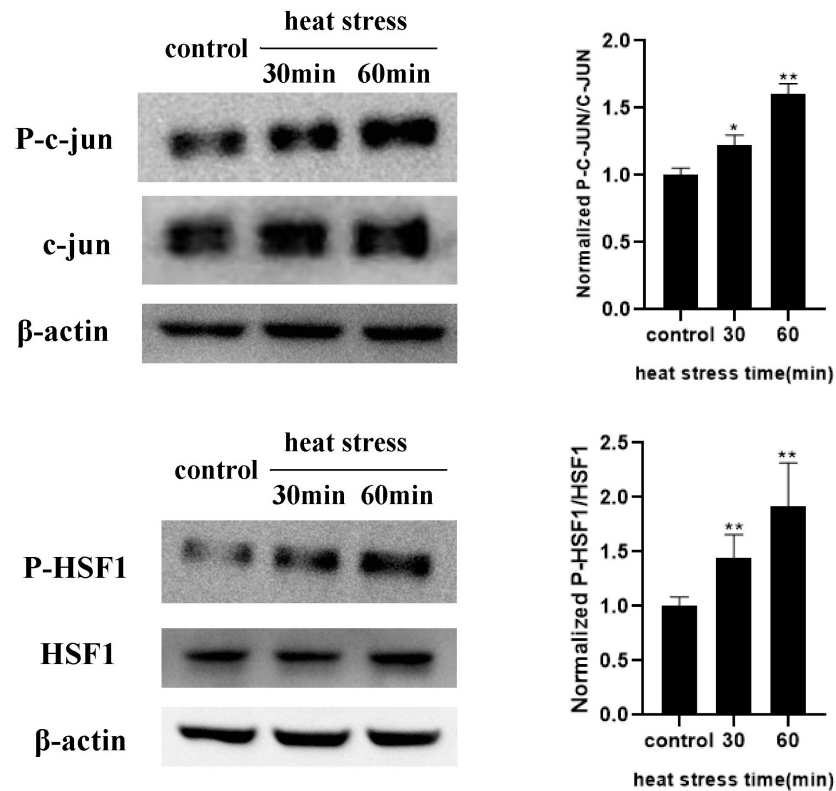 control
heat stress
30min 60min
P-c-jun
c-jun
β-actin
Normalized P-C-JUN/C-JUN
2.0
1.5
1.0
0.5
0.0
*
**
control 30 60
heat stress time(min)
control
heat stress
30min 60min
P-HSF1
HSF1
β-actin
Normalized P-HSF1/HSF1
2.5
2.0
1.5
1.0
0.5
0.0
**
**
control 30 60
heat stress time(min)